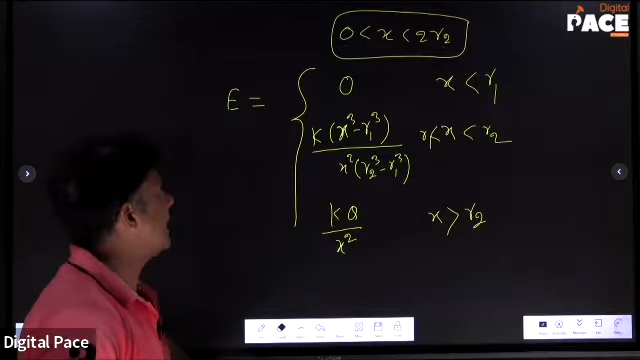 Digital
PACE
0 < x < 2r₂
E = { 0 x < r₁
K(x³-r₁³) / x²(r₂³-r₁³) r₁< x < r₂
KQ / x² x > r₂
Digital Pace